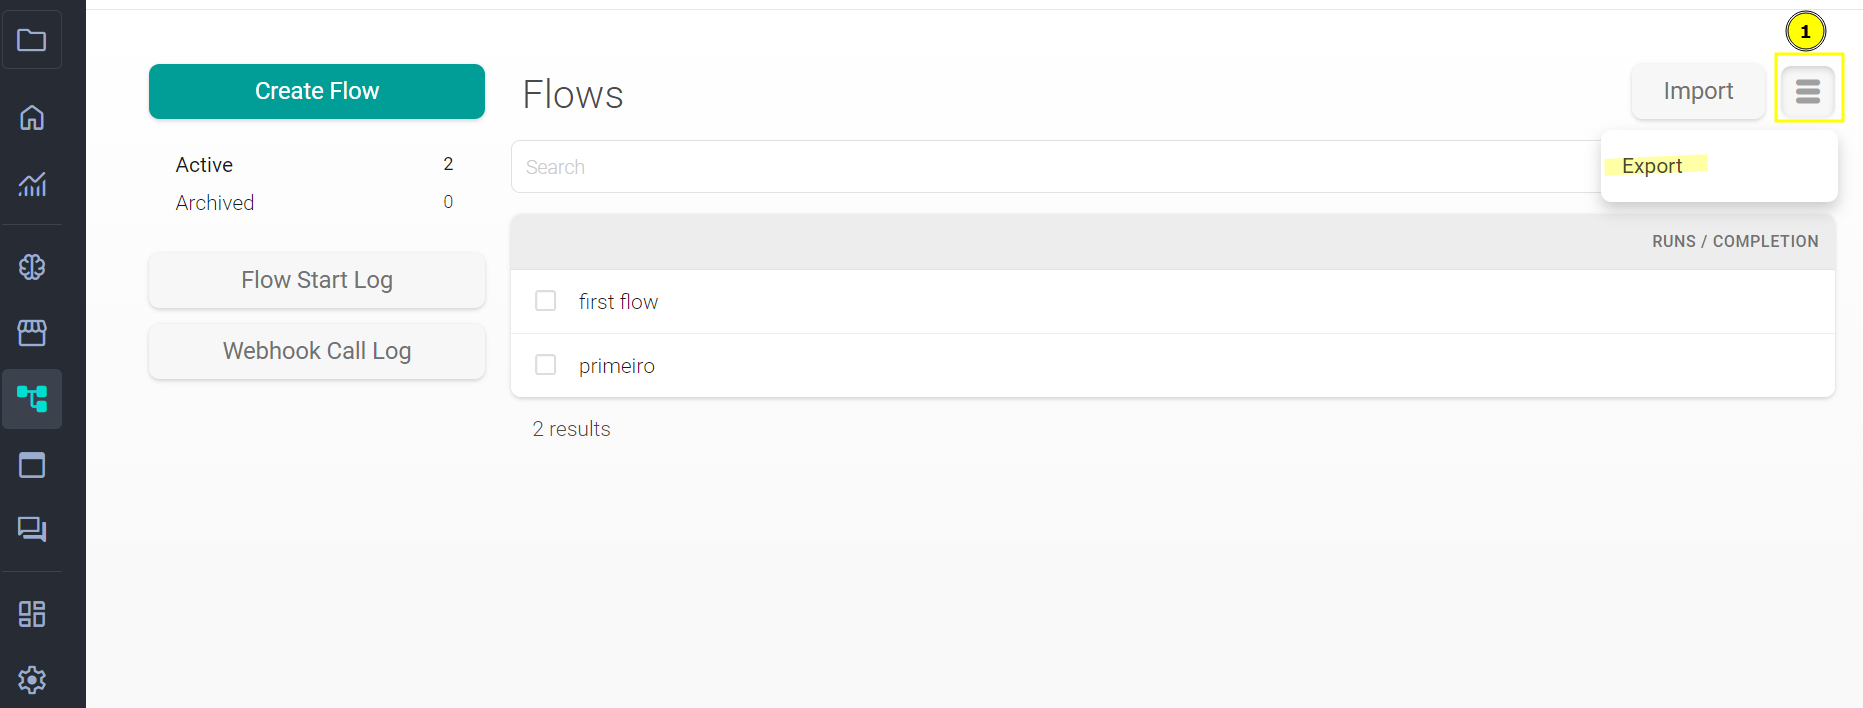 1
Create Flow
Flows
Import
Active 2
Archived 0
Search
Export
Flow Start Log
Webhook Call Log
RUNS / COMPLETION
first flow
primeiro
2 results